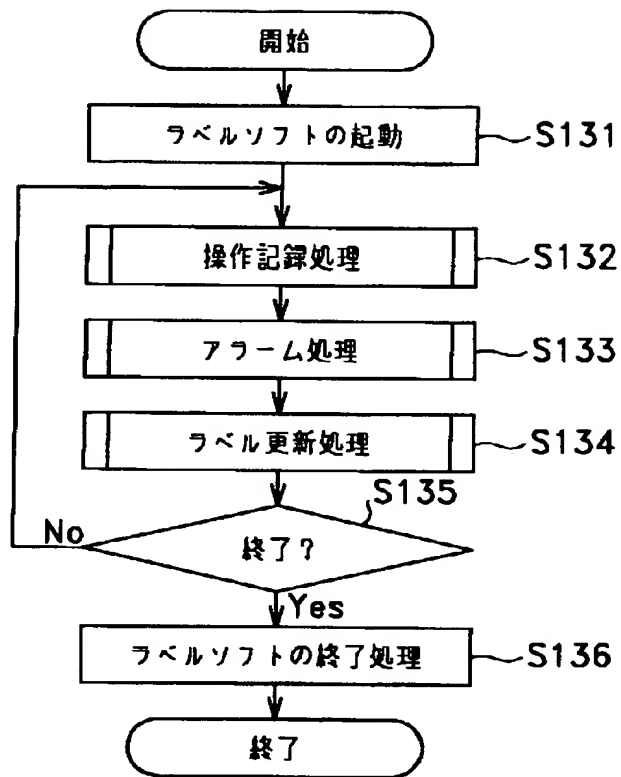 開始
ラベルソフトの起動 S131
操作記録処理 S132
アラーム処理 S133
ラベル更新処理 S134
S135
No 終了?
Yes
ラベルソフトの終了処理 S136
終了